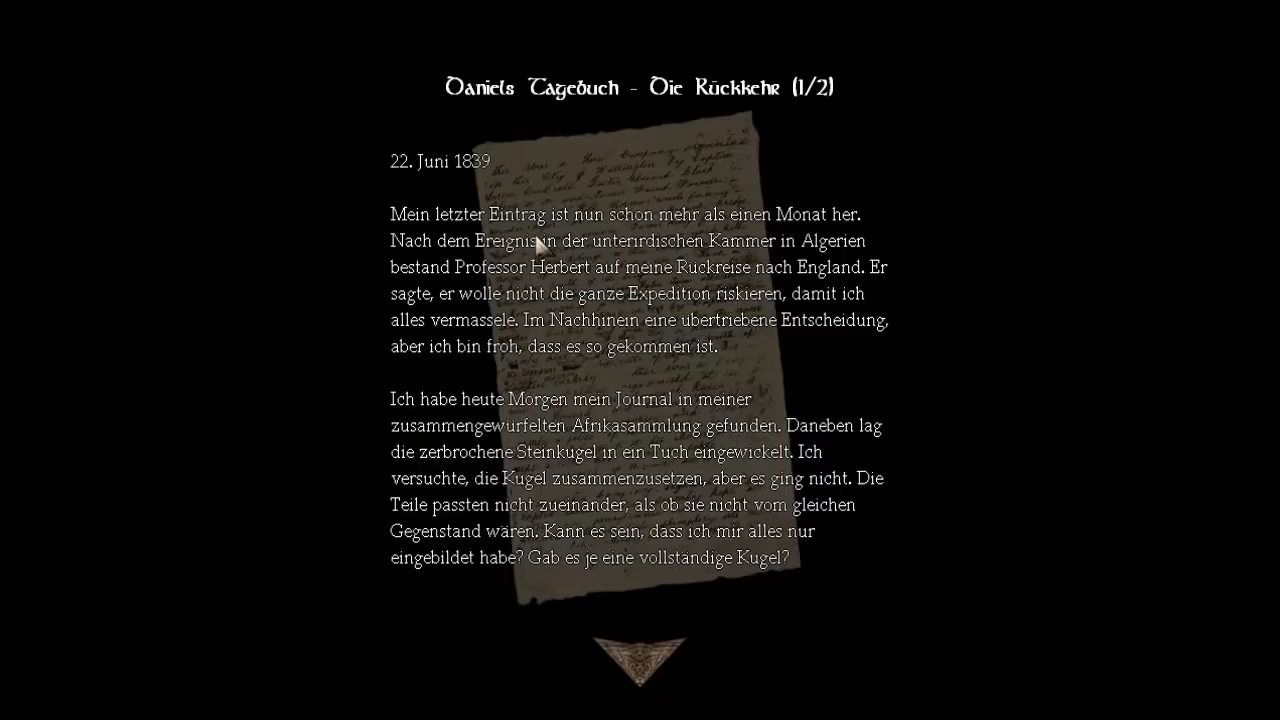 Daniels Tagebuch - Die Rückkehr (1/2)
22. Juni 1839
Mein letzter Eintrag ist nun schon mehr als einen Monat her.
Nach dem Ereignis in der unterirdischen Kammer in Algerien
bestand Professor Herbert auf meine Rückreise nach England. Er
sagte, er wolle nicht die ganze Expedition riskieren, damit ich
alles vermassele. Im Nachhinein eine übertriebene Entscheidung,
aber ich bin froh, dass es so gekommen ist.
Ich habe heute Morgen mein Journal in meiner
zusammengewürfelten Afrikasammlung gefunden. Daneben lag
die zerbrochene Steinkugel in ein Tuch eingewickelt. Ich
versuchte, die Kugel zusammenzusetzen, aber es ging nicht. Die
Teile passten nicht zueinander, als ob sie nicht vom gleichen
Gegenstand wären. Kann es sein, dass ich mir alles nur
eingebildet habe? Gab es je eine vollständige Kugel?